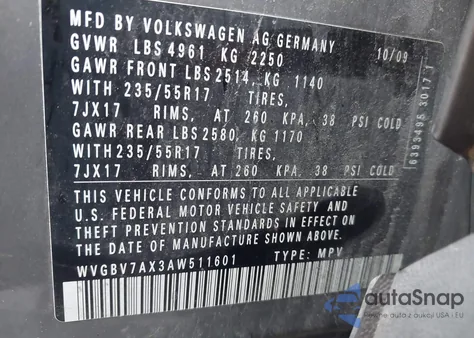 MFD BY VOLKSWAGEN AG GERMANY
GVWR LBS 4961 KG 2250 10/09
GAWR FRONT LBS 2514, KG 1140
WITH 235/55R17 TIRES,
7JX17 RIMS, AT 260 KPA, 38 PSI COLD
GAWR REAR LBS 2580, KG 1170
WITH 235/55R17 TIRES,
7JX17 RIMS, AT 260 KPA, 38 PSI COLD
THIS VEHICLE CONFORMS TO ALL APPLICABLE
U.S. FEDERAL MOTOR VEHICLE SAFETY AND
THEFT PREVENTION STANDARDS IN EFFECT ON THE
DATE OF MANUFACTURE SHOWN ABOVE.
WVGBV7AX3AW511601 TYPE: MPV
autaSnap